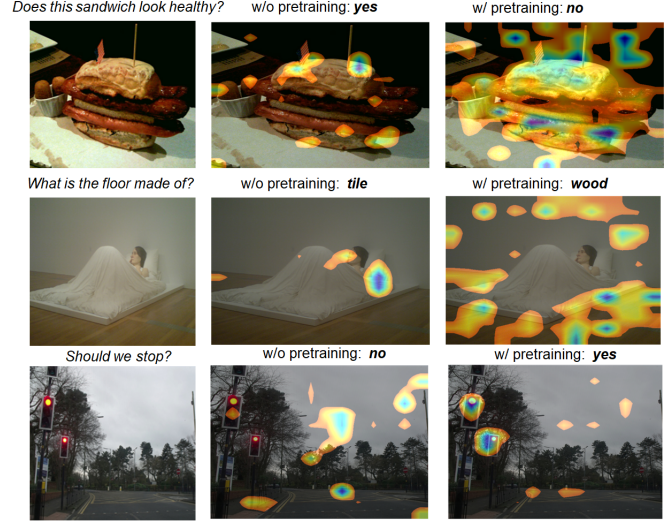 Does this sandwich look healthy? w/o pretraining: yes w/ pretraining: no
What is the floor made of? w/o pretraining: tile w/ pretraining: wood
Should we stop? w/o pretraining: no w/ pretraining: yes